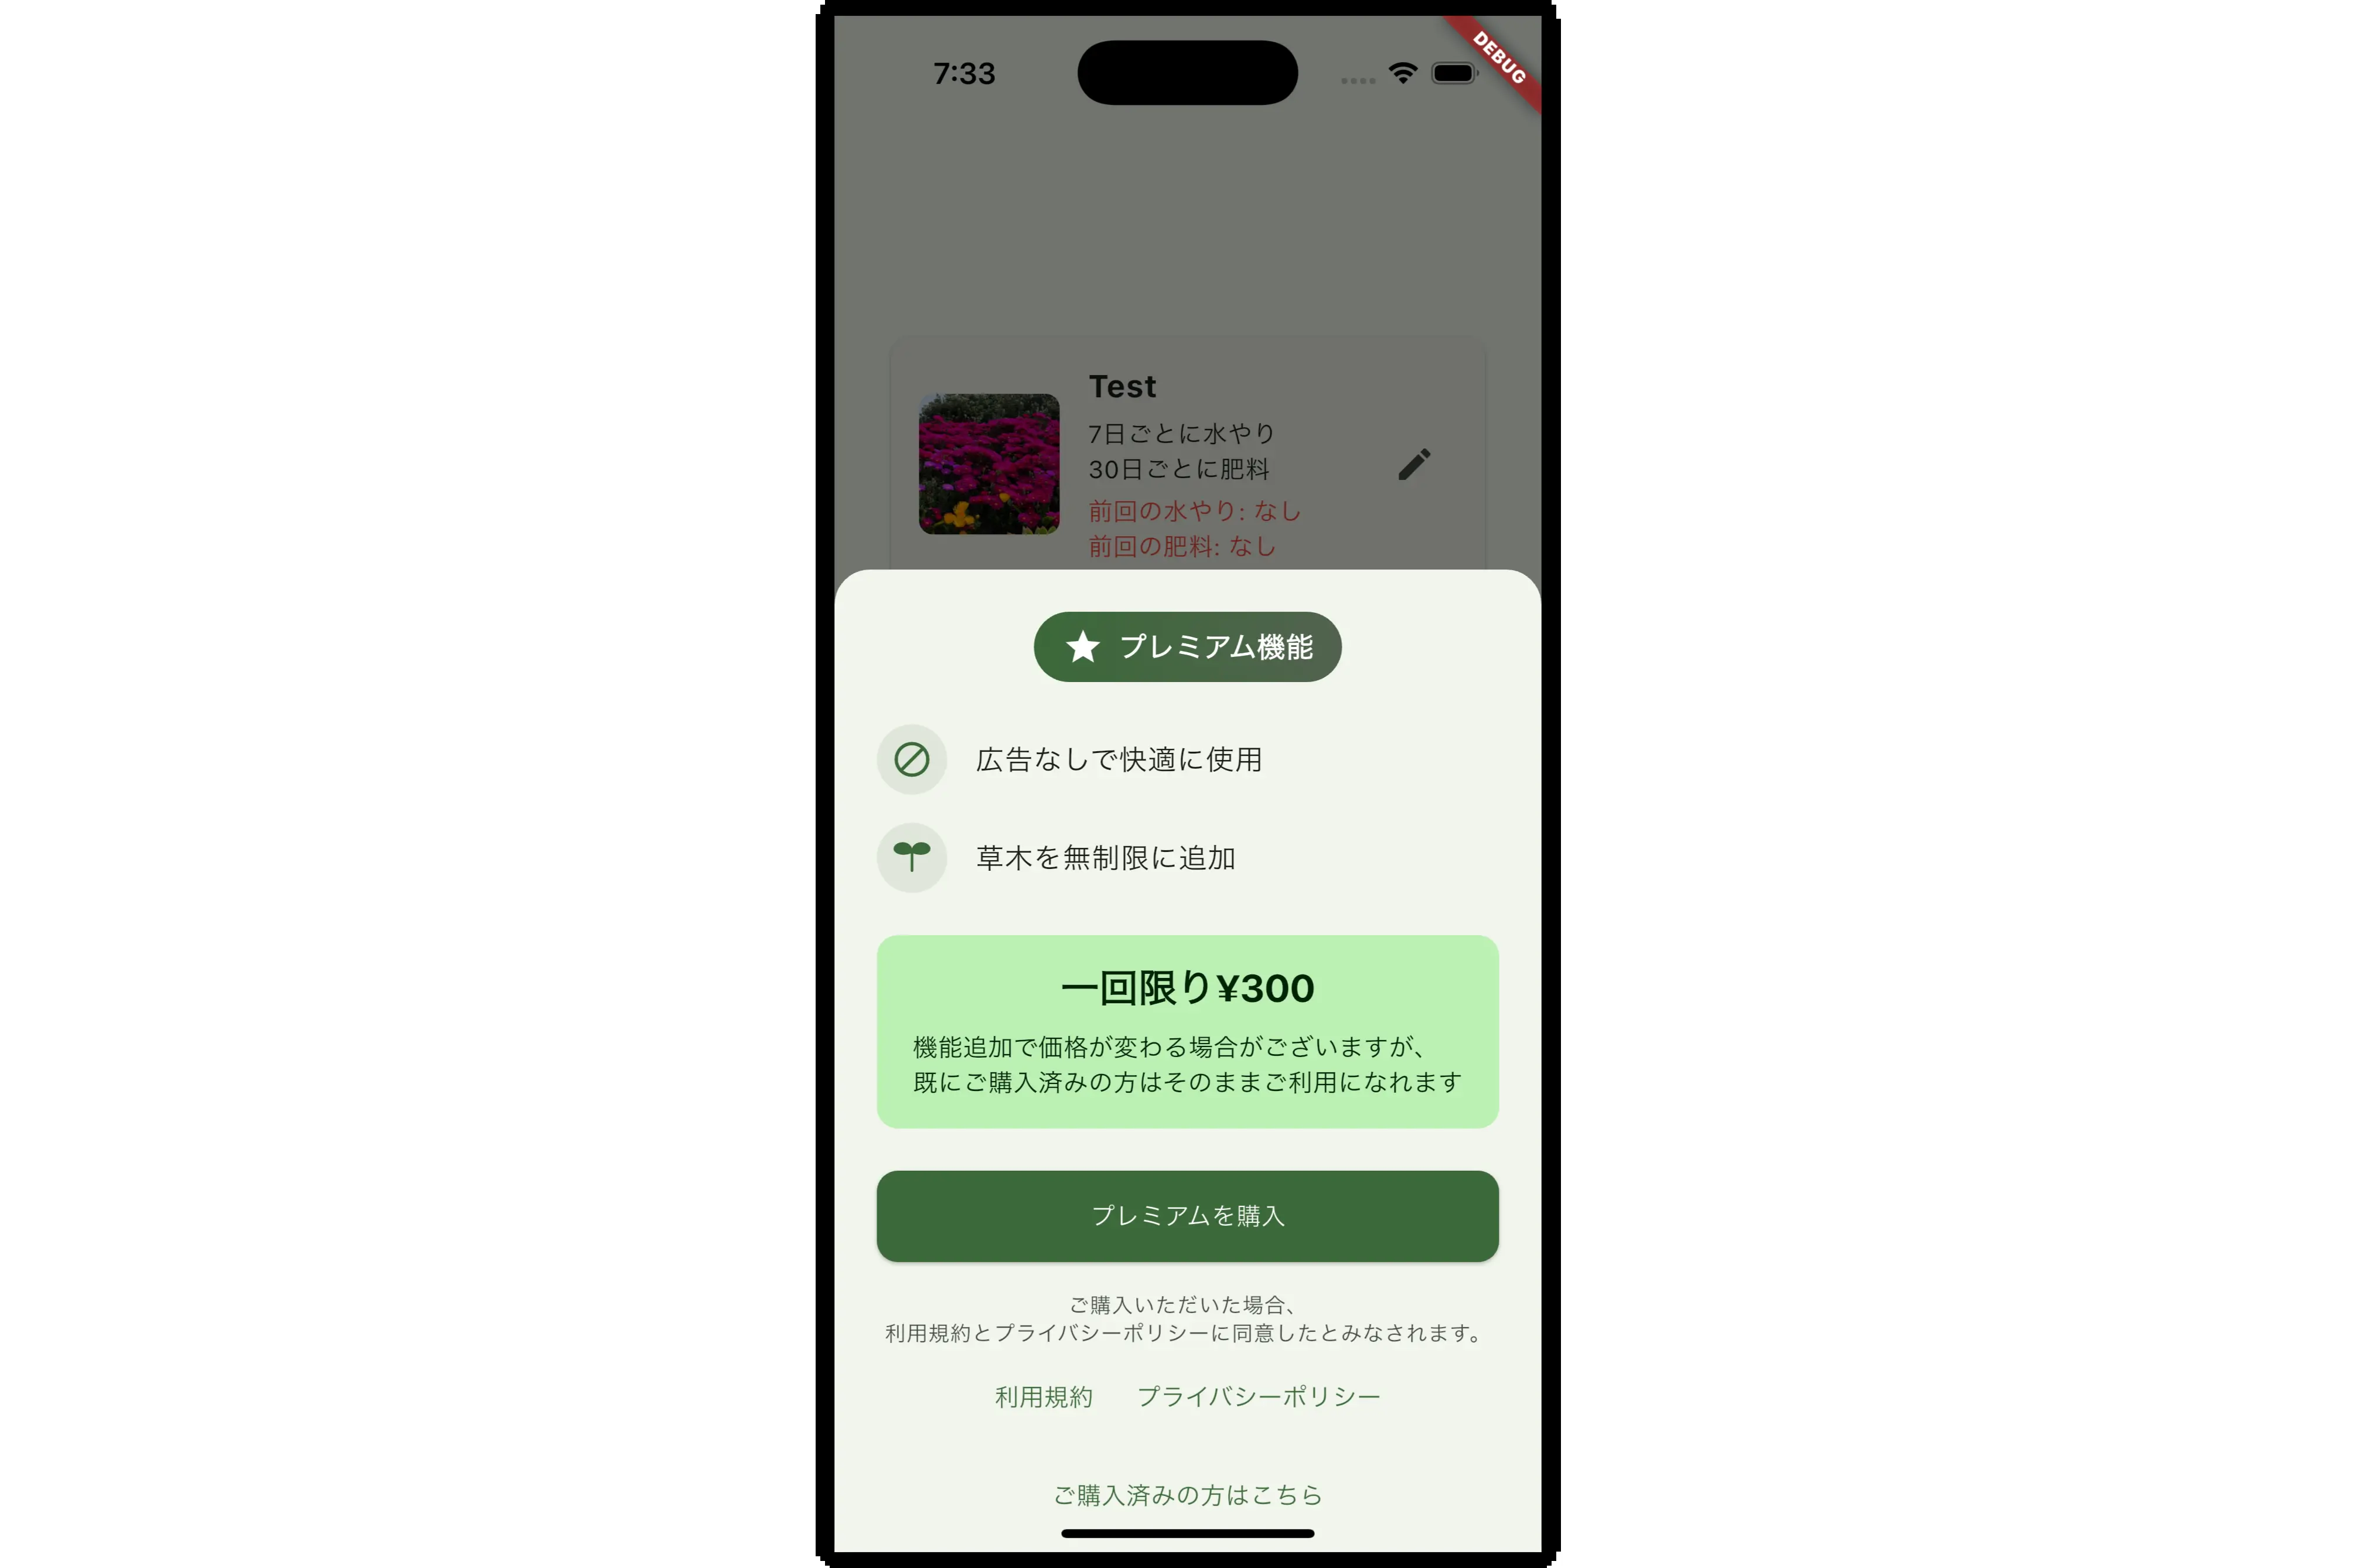 7:33
DEBUG
Test
7日ごとに水やり
30日ごとに肥料
前回の水やり: なし
前回の肥料: なし
プレミアム機能
広告なしで快適に使用
草木を無制限に追加
一回限り¥300
機能追加で価格が変わる場合がございますが、
既にご購入済みの方はそのままご利用になれます
プレミアムを購入
ご購入いただいた場合、
利用規約とプライバシーポリシーに同意したとみなされます。
利用規約 プライバシーポリシー
ご購入済みの方はこちら